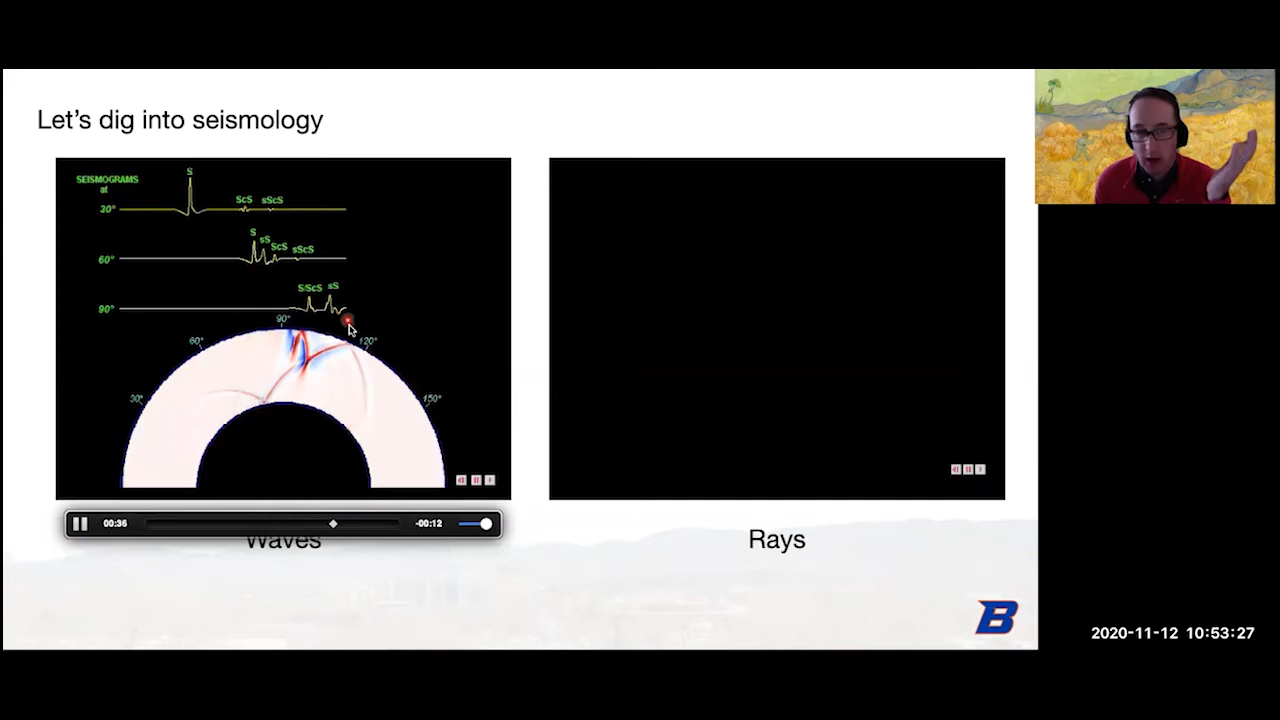 Let's dig into seismology
SEISMOGRAMS
at
30°
S
ScS
sScS
60°
S
sS
ScS
sScS
90°
S/ScS
sS
30°
60°
90°
120°
150°
00:36
-00:12
Waves
Rays
B
2020-11-12 10:53:27